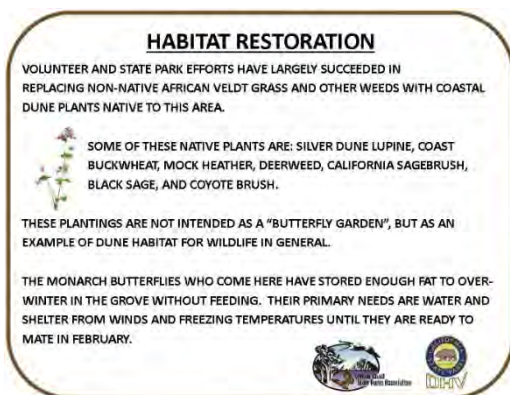 HABITAT RESTORATION
VOLUNTEER AND STATE PARK EFFORTS HAVE LARGELY SUCCEEDED IN
REPLACING NON-NATIVE AFRICAN VELDT GRASS AND OTHER WEEDS WITH COASTAL
DUNE PLANTS NATIVE TO THIS AREA.
SOME OF THESE NATIVE PLANTS ARE: SILVER DUNE LUPINE, COAST
BUCKWHEAT, MOCK HEATHER, DEERWEED, CALIFORNIA SAGEBRUSH,
BLACK SAGE, AND COYOTE BRUSH.
THESE PLANTINGS ARE NOT INTENDED AS A “BUTTERFLY GARDEN”, BUT AS AN
EXAMPLE OF DUNE HABITAT FOR WILDLIFE IN GENERAL.
THE MONARCH BUTTERFLIES WHO COME HERE HAVE STORED ENOUGH FAT TO OVER-
WINTER IN THE GROVE WITHOUT FEEDING. THEIR PRIMARY NEEDS ARE WATER AND
SHELTER FROM WINDS AND FREEZING TEMPERATURES UNTIL THEY ARE READY TO
MATE IN FEBRUARY.
State Parks Association
CALIFORNIA
OHV